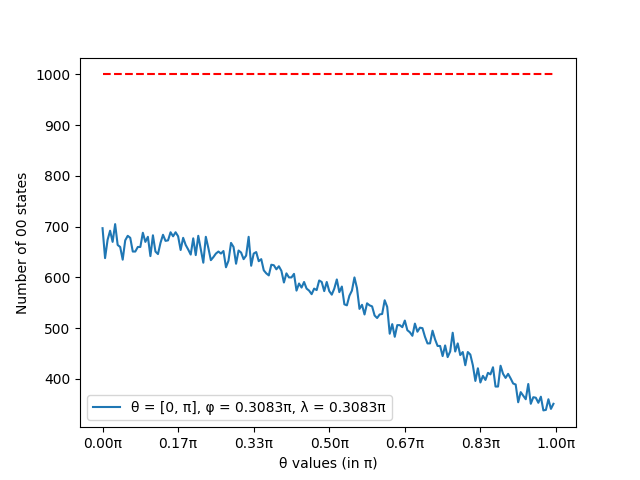 1000
900
800
700
600
500
400
Number of 00 states
θ = [0, π], φ = 0.3083π, λ = 0.3083π
0.00π 0.17π 0.33π 0.50π 0.67π 0.83π 1.00π
θ values (in π)